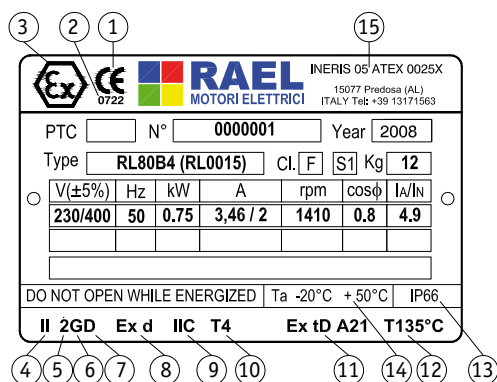 3 2 1 15
Ex CE 0722 RAEL MOTORI ELETTRICI INERIS 05 ATEX 0025X
15077 Predosa (AL)
ITALY Tel: +39 13171563
PTC N° 0000001 Year 2008
Type RL80B4 (RL0015) Cl. F S1 Kg 12
V(±5%) Hz kW A rpm cosϕ IA/IN
230/400 50 0.75 3,46 / 2 1410 0.8 4.9
DO NOT OPEN WHILE ENERGIZED Ta -20°C +50°C IP66
II 2GD Ex d IIC T4 Ex tD A21 T135°C
4 5 6 7 8 9 10 11 14 12 13